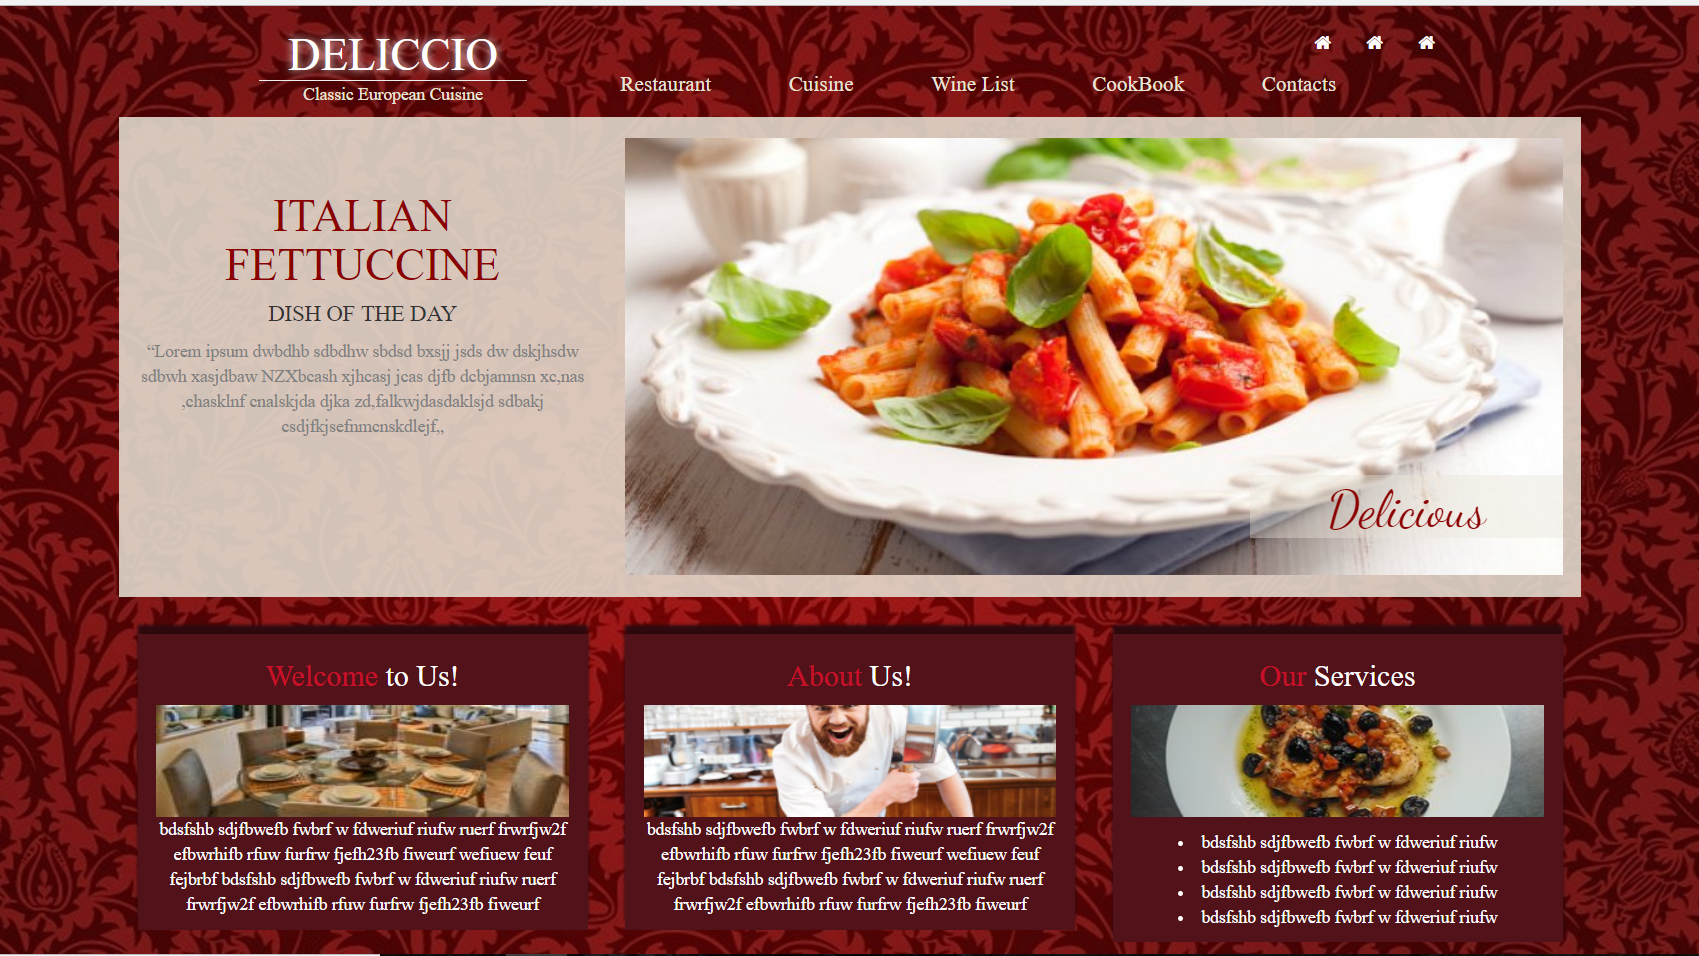 DELICCIO
Classic European Cuisine
Restaurant Cuisine Wine List CookBook Contacts
ITALIAN
FETTUCCINE
DISH OF THE DAY
“Lorem ipsum dwbdhb sdbdhw sbdsd bxsjj jsds dw dskjhsdw
sdbwh xasjdbaw NZXbcash xjhcasj jcas djfb dcbjamnsn xc,nas
,chasklnf cnalskjda djka zd,falkwjdasdaklsjd sdbakj
csdjfkjsefnmcnskdlejf,,
Delicious
Welcome to Us!
bdsfshb sdjfbwefb fwbrf w fdweriuf riufw ruerf frwrfjw2f
efbwrhifb rfuw furfrw fjefh23fb fiweurf wefiuew feuf
fejbrbf bdsfshb sdjfbwefb fwbrf w fdweriuf riufw ruerf
frwrfjw2f efbwrhifb rfuw furfrw fjefh23fb fiweurf
About Us!
bdsfshb sdjfbwefb fwbrf w fdweriuf riufw ruerf frwrfjw2f
efbwrhifb rfuw furfrw fjefh23fb fiweurf wefiuew feuf
fejbrbf bdsfshb sdjfbwefb fwbrf w fdweriuf riufw ruerf
frwrfjw2f efbwrhifb rfuw furfrw fjefh23fb fiweurf
Our Services
• bdsfshb sdjfbwefb fwbrf w fdweriuf riufw
• bdsfshb sdjfbwefb fwbrf w fdweriuf riufw
• bdsfshb sdjfbwefb fwbrf w fdweriuf riufw
• bdsfshb sdjfbwefb fwbrf w fdweriuf riufw